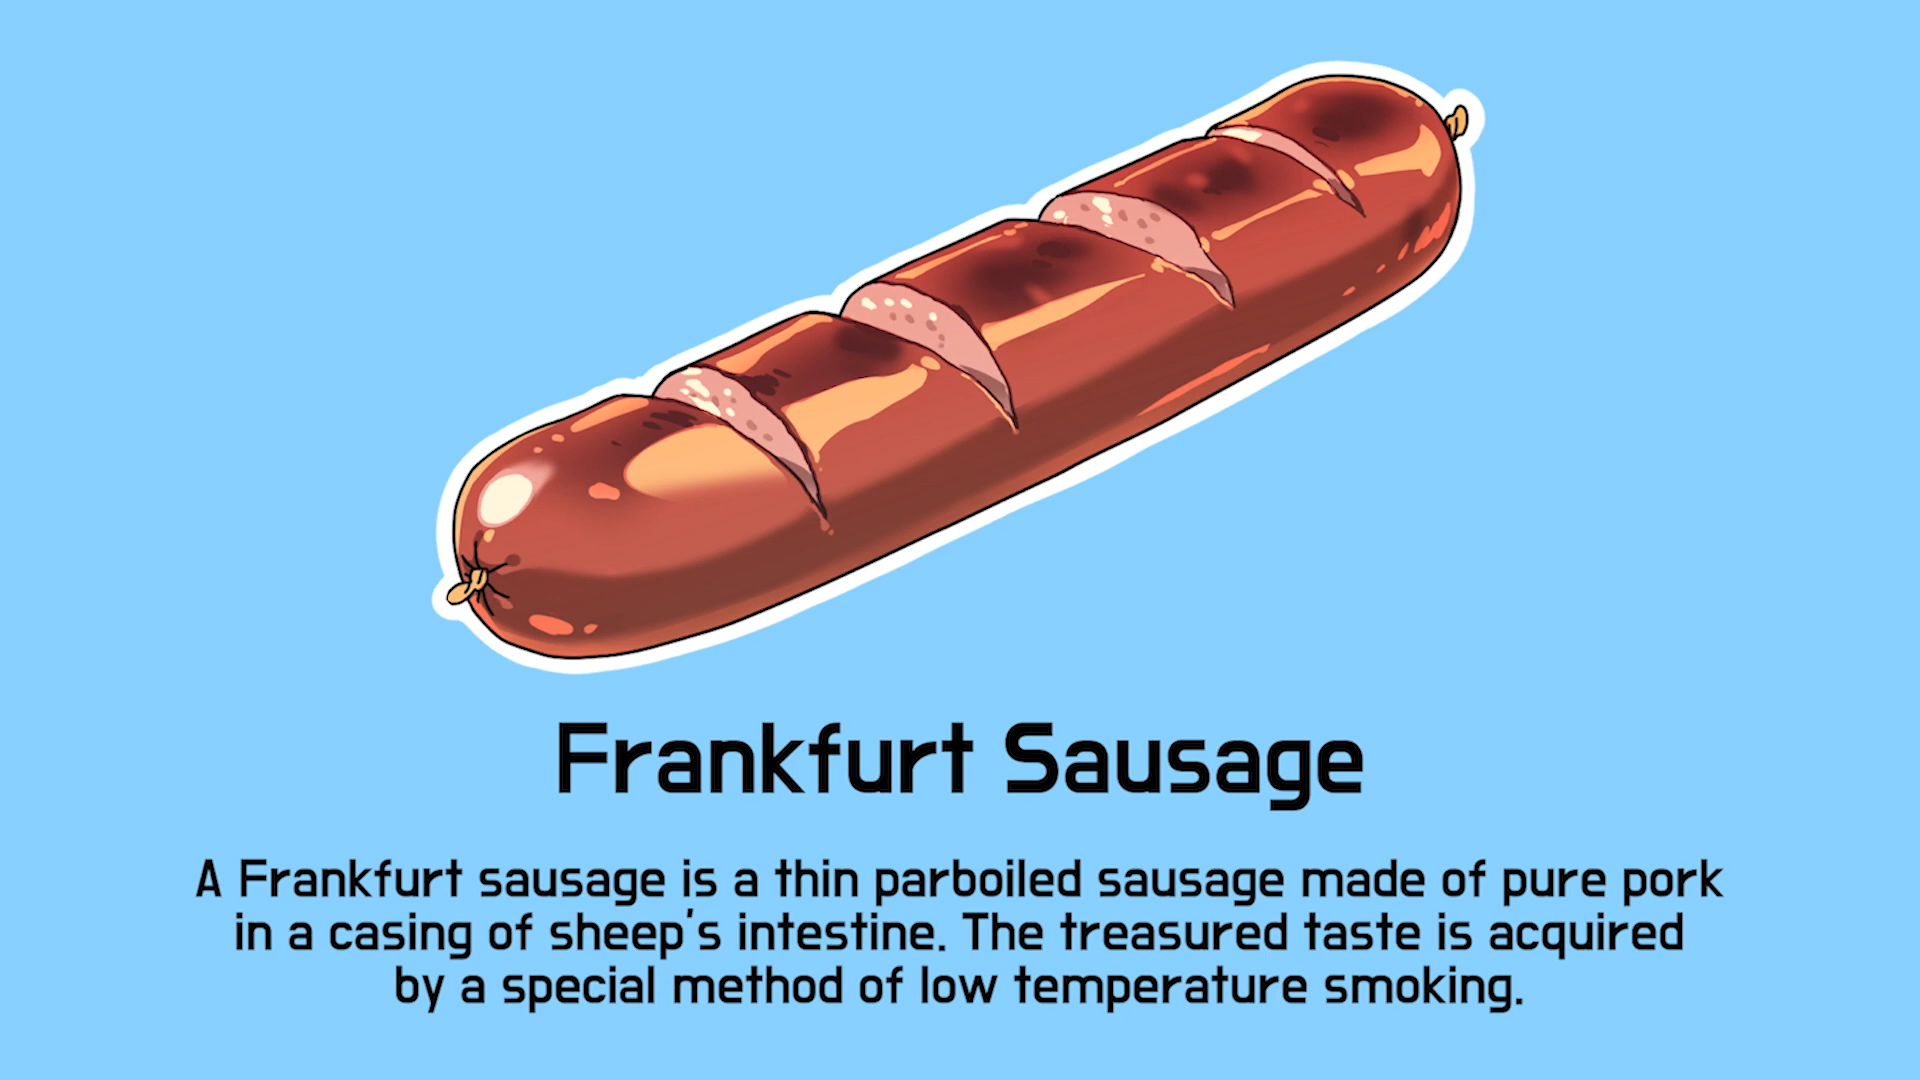 Frankfurt Sausage
A Frankfurt sausage is a thin parboiled sausage made of pure pork
in a casing of sheep's intestine. The treasured taste is acquired
by a special method of low temperature smoking.